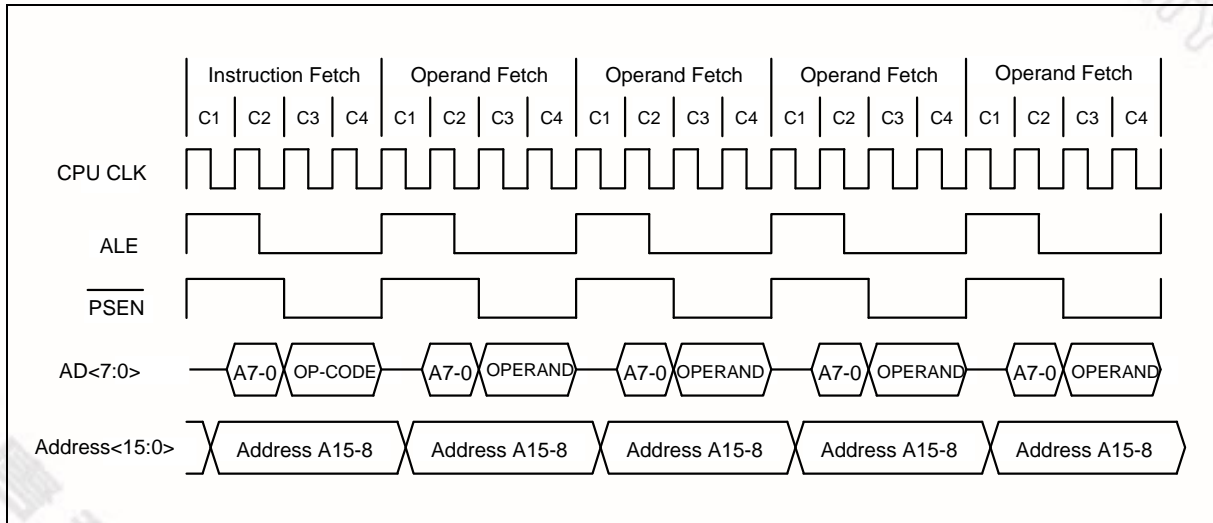 Instruction Fetch Operand Fetch Operand Fetch Operand Fetch Operand Fetch
C1 C2 C3 C4 C1 C2 C3 C4 C1 C2 C3 C4 C1 C2 C3 C4 C1 C2 C3 C4
CPU CLK
ALE
PSEN
AD<7:0> A7-0 OP-CODE A7-0 OPERAND A7-0 OPERAND A7-0 OPERAND A7-0 OPERAND
Address<15:0> Address A15-8 Address A15-8 Address A15-8 Address A15-8 Address A15-8